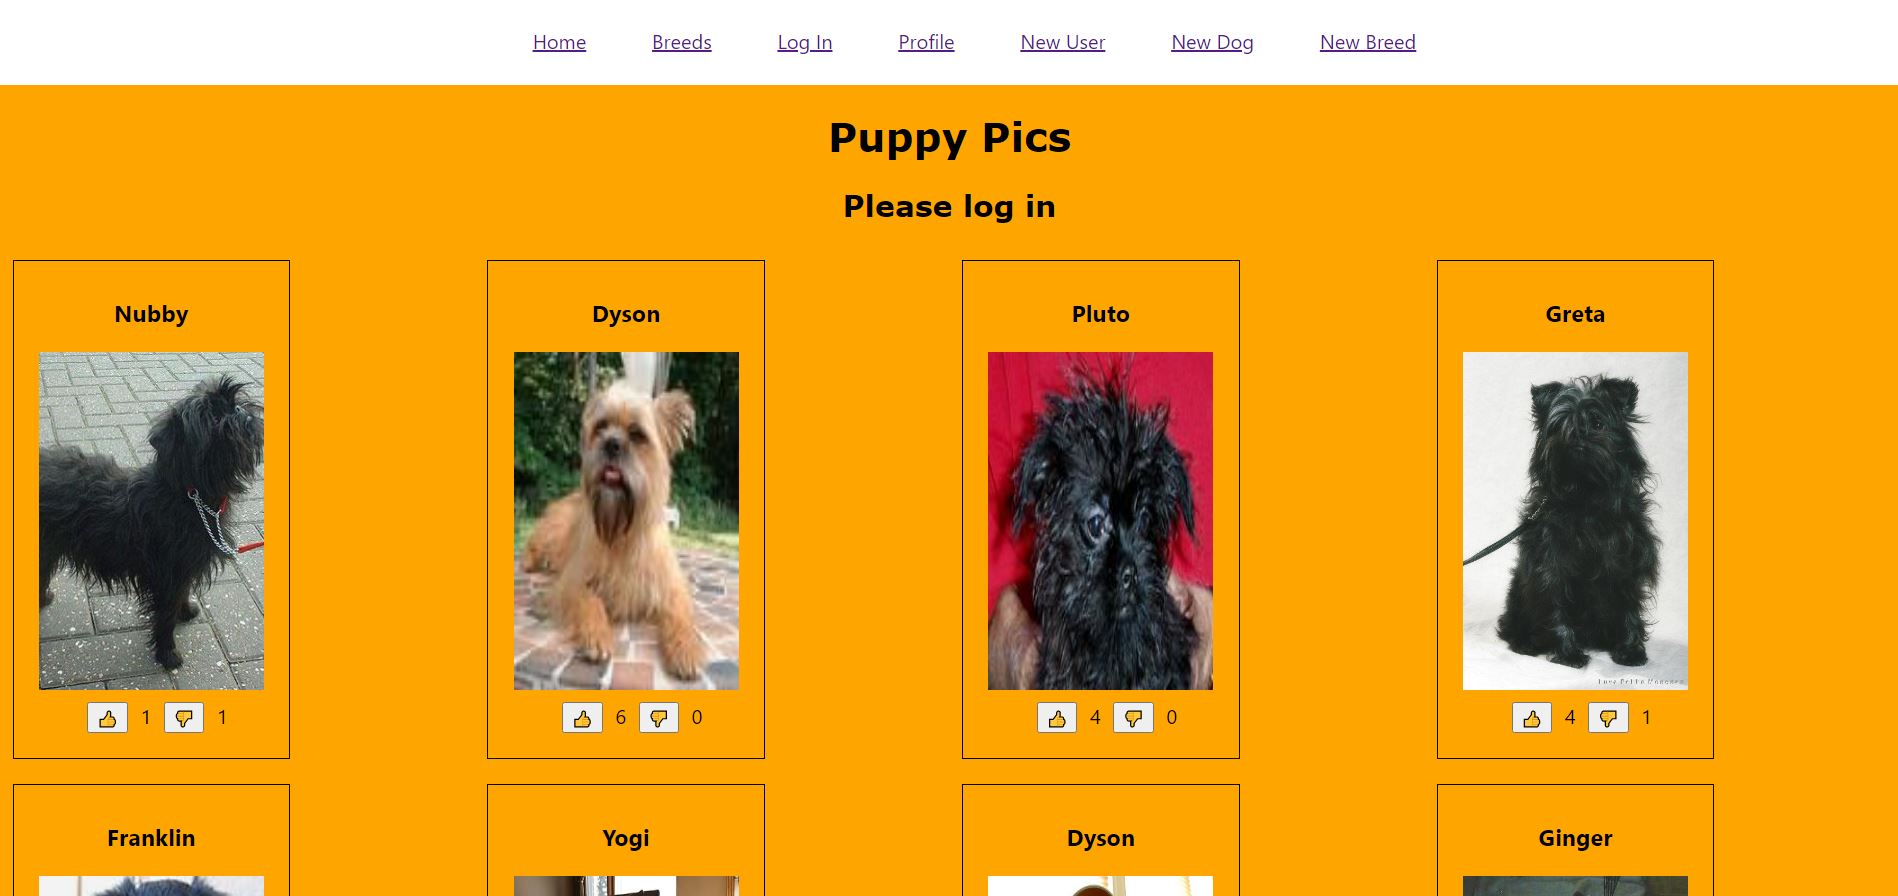 Home Breeds Log In Profile New User New Dog New Breed
Puppy Pics
Please log in
Nubby Dyson Pluto Greta
1 1 6 0 4 0 4 1
Franklin Yogi Dyson Ginger